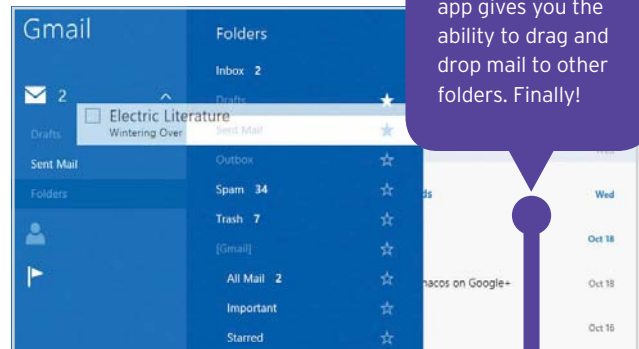 Gmail
2
Drafts
Sent Mail
Folders
Folders
Inbox 2
Drafts
Electric Literature
Wintering Over
Sent Mail
Outbox
Spam 34
Trash 7
[Gmail]
All Mail 2
Important
Starred
app gives you the
ability to drag and
drop mail to other
folders. Finally!
Wed
Oct 18
on Google+ Oct 18
Oct 16